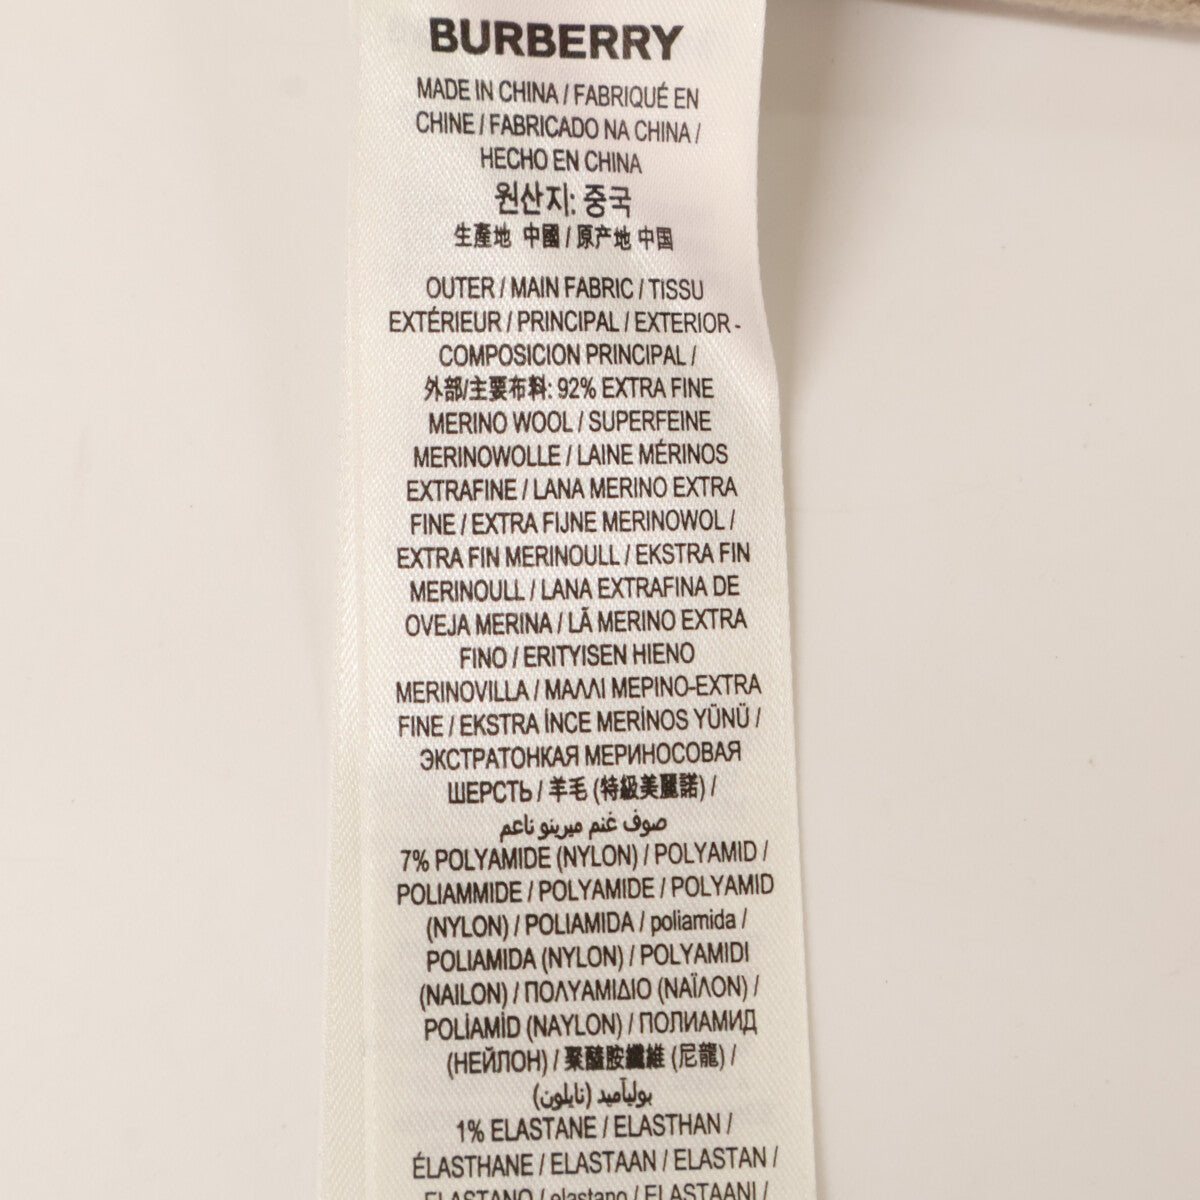 BURBERRY
MADE IN CHINA / FABRIQUÉ EN
CHINE / FABRICADO NA CHINA /
HECHO EN CHINA
원산지: 중국
生產地 中國 / 原产地 中国
OUTER / MAIN FABRIC / TISSU
EXTÉRIEUR / PRINCIPAL / EXTERIOR -
COMPOSICION PRINCIPAL /
外部/主要布料: 92% EXTRA FINE
MERINO WOOL / SUPERFEINE
MERINOWOLLE / LAINE MÉRINOS
EXTRAFINE / LANA MERINO EXTRA
FINE / EXTRA FIJNE MERINOWOL /
EXTRA FIN MERINOULL / EKSTRA FIN
MERINOULL / LANA EXTRAFINA DE
OVEJA MERINA / LÃ MERINO EXTRA
FINO / ERITYISEN HIENO
MERINOVILLA / ΜΑΛΛΙ ΜΕΡΙΝΟ-EXTRA
FINE / EKSTRA İNCE MERİNOS YÜNÜ /
ЭКСТРАТОНКАЯ МЕРИНОСОВАЯ
ШЕРСТЬ / 羊毛 (特級美麗諾) /
صوف غنم ميرينو ناعم
7% POLYAMIDE (NYLON) / POLYAMID /
POLIAMMIDE / POLYAMIDE / POLYAMID
(NYLON) / POLIAMIDA / poliamida /
POLIAMIDA (NYLON) / POLYAMIDI
(NAILON) / ΠΟΛΥΑΜΙΔΙΟ (ΝΑΪΛΟΝ) /
POLİAMİD (NAYLON) / ПОЛИАМИД
(НЕЙЛОН) / 聚醯胺纖維 (尼龍) /
بوليآميد (نايلون)
1% ELASTANE / ELASTHAN /
ÉLASTHANE / ELASTAAN / ELASTAN /
ELASTANO / elastano / ELASTAANI /